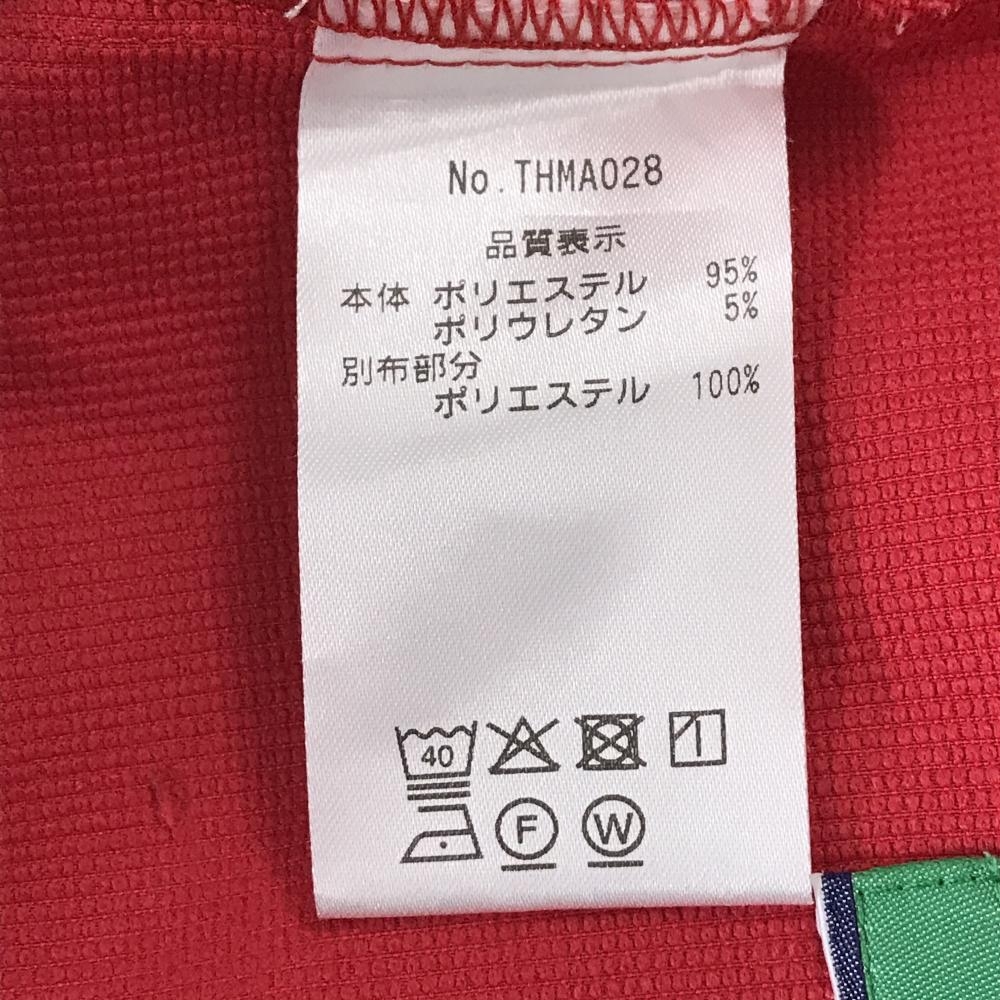 No.THMA028
品質表示
本体 ポリエステル 95%
ポリウレタン 5%
別布部分
ポリエステル 100%
40
F W